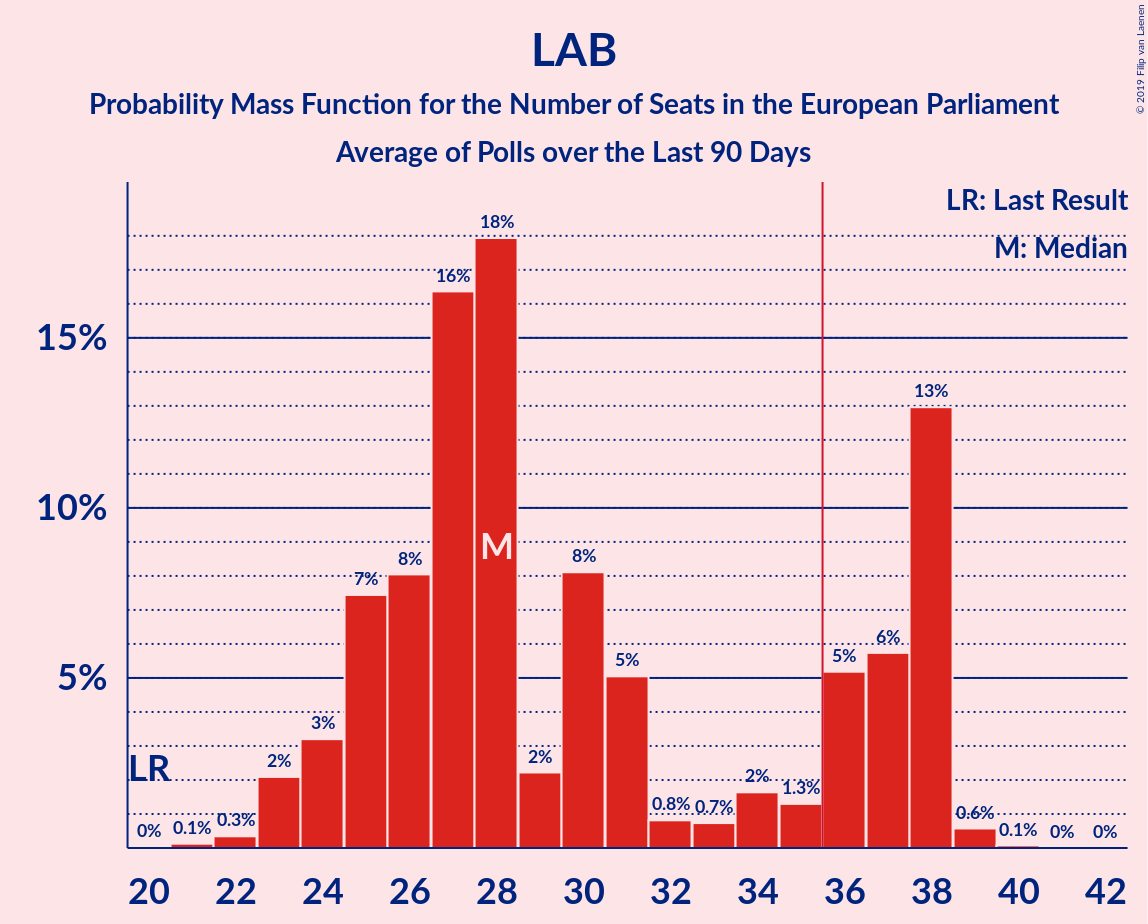 © 2019 Filip van Laenen
LAB
Probability Mass Function for the Number of Seats in the European Parliament
Average of Polls over the Last 90 Days
LR: Last Result
M: Median
18%
16%
15%
13%
10%
M
8%
8%
7%
6%
5%
5%
5%
3%
2%
2%
2%
LR
1.3%
0.8%
0.7%
0.6%
0.3%
0.1%
0%
0.1%
0%
0%
20 22 24 26 28 30 32 34 36 38 40 42